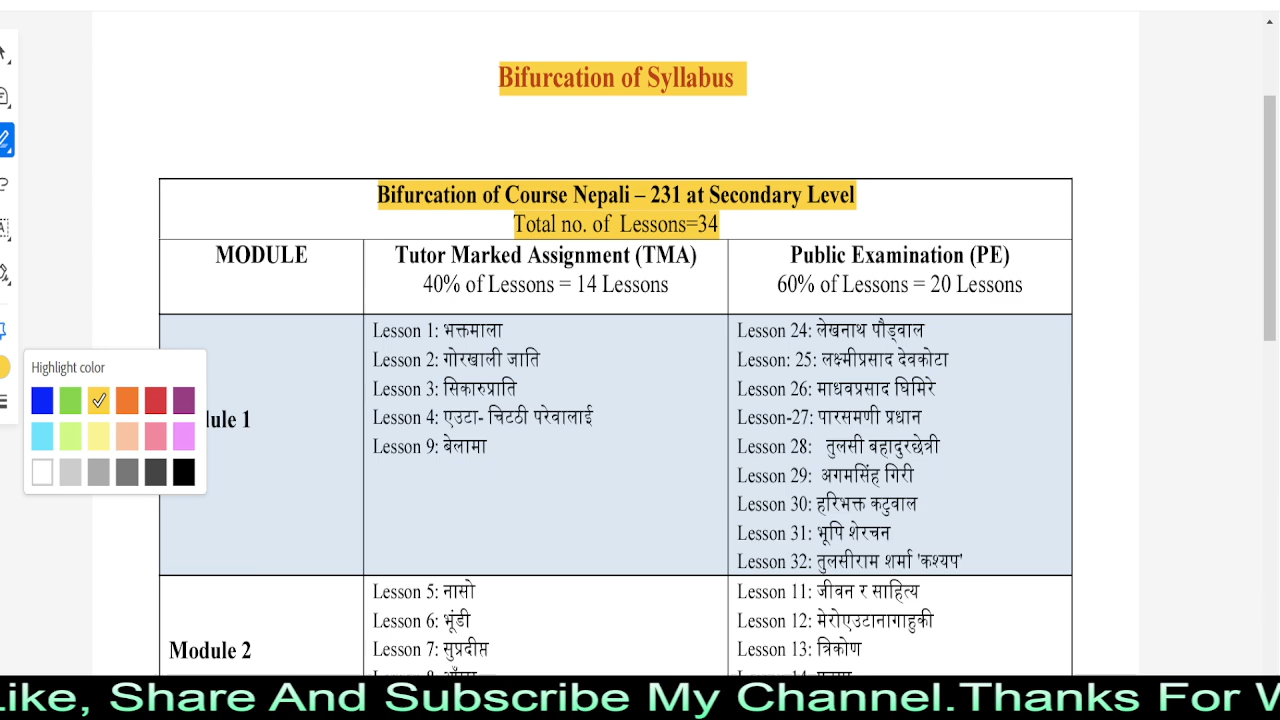 Bifurcation of Syllabus
Bifurcation of Course Nepali – 231 at Secondary Level
Total no. of Lessons=34
MODULE
Tutor Marked Assignment (TMA)
40% of Lessons = 14 Lessons
Public Examination (PE)
60% of Lessons = 20 Lessons
Highlight color
dule 1
Lesson 1: भक्तमाला
Lesson 2: गोरखाली जाति
Lesson 3: सिकारुप्राति
Lesson 4: एउटा- चिटठी परेवालाई
Lesson 9: बेलामा
Lesson 24: लेखनाथ पौड्वाल
Lesson: 25: लक्ष्मीप्रसाद देवकोटा
Lesson 26: माधवप्रसाद घिमिरे
Lesson-27: पारसमणी प्रधान
Lesson 28: तुलसी बहादुरछेत्री
Lesson 29: अगमसिंह गिरी
Lesson 30: हरिभक्त कटुवाल
Lesson 31: भूपि शेरचन
Lesson 32: तुलसीराम शर्मा 'कश्यप'
Module 2
Lesson 5: नासो
Lesson 6: भूंडी
Lesson 7: सुप्रदीप्त
Lesson 11: जीवन र साहित्य
Lesson 12: मेरोएउटानागाहुकी
Lesson 13: त्रिकोण
Like, Share And Subscribe My Channel.Thanks For W